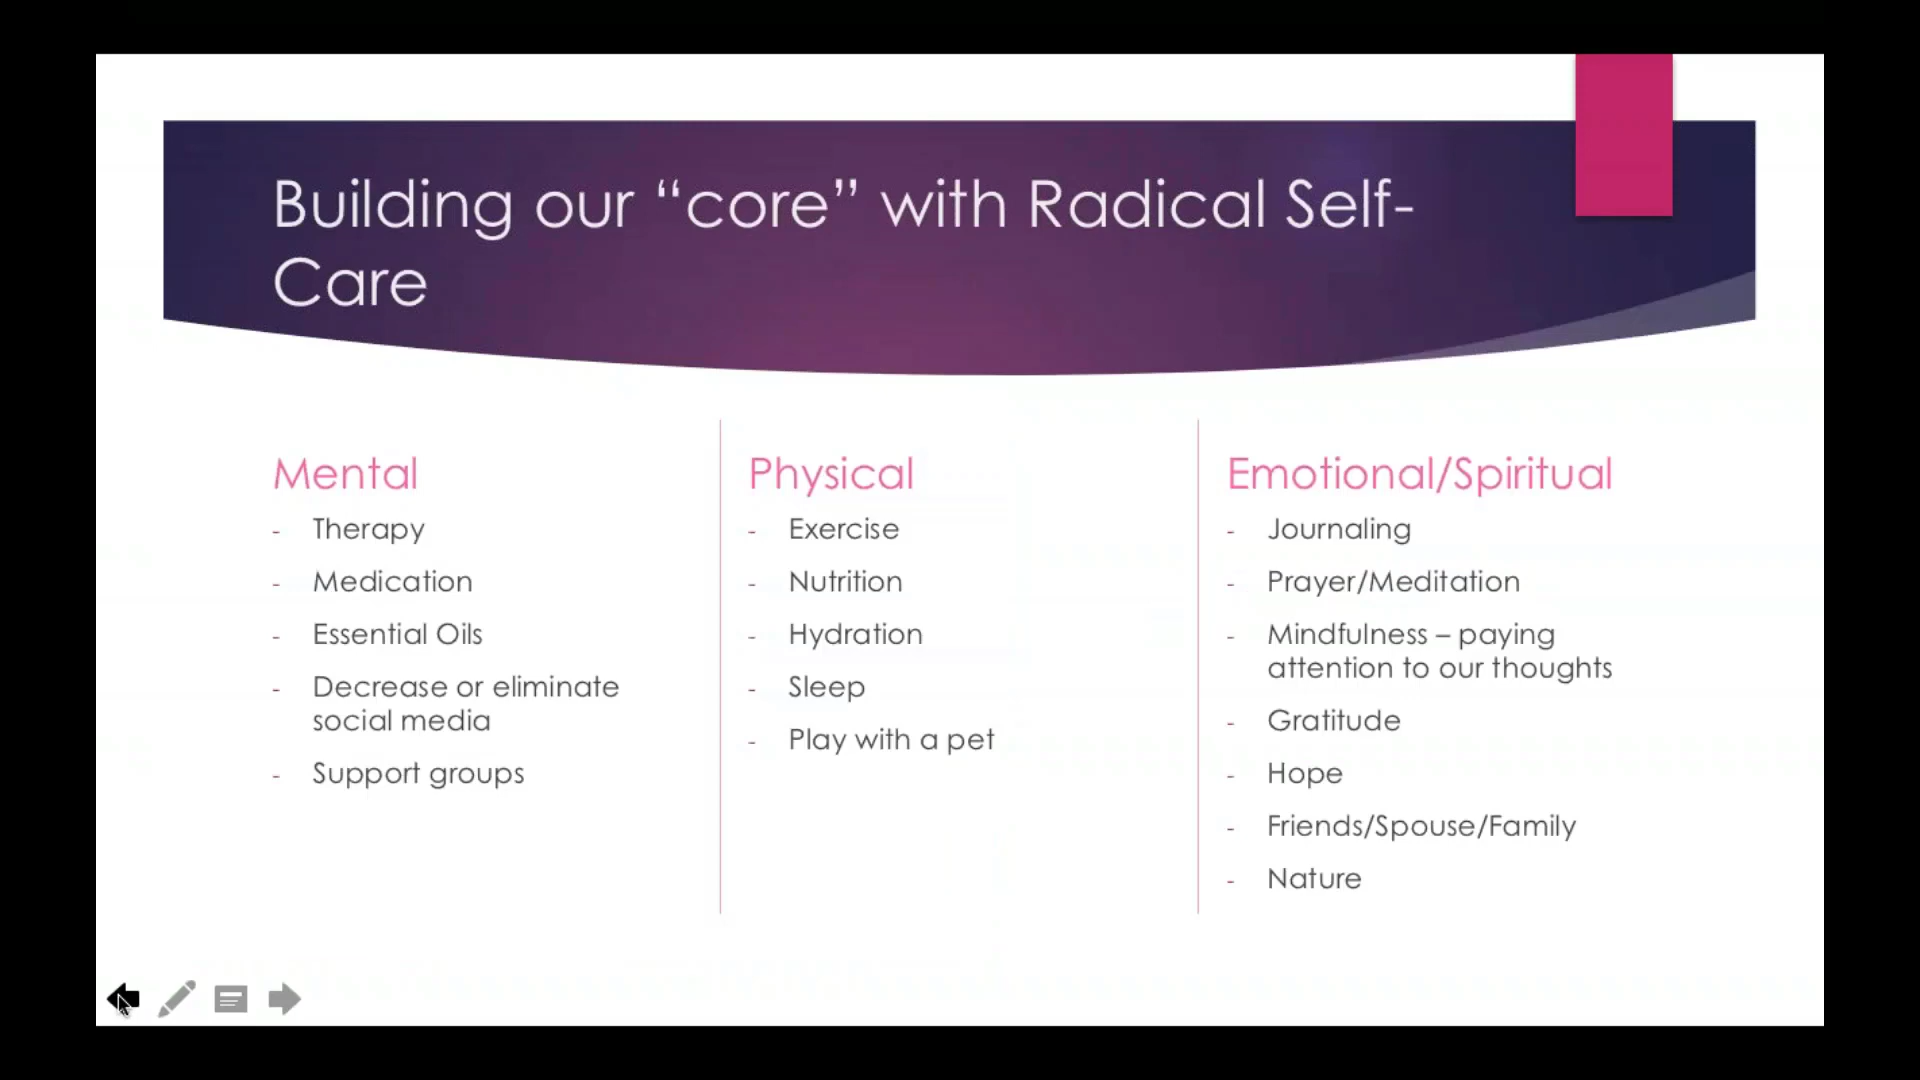 Building our “core” with Radical Self-
Care
Mental
- Therapy
- Medication
- Essential Oils
- Decrease or eliminate
social media
- Support groups
Physical
- Exercise
- Nutrition
- Hydration
- Sleep
- Play with a pet
Emotional/Spiritual
- Journaling
- Prayer/Meditation
- Mindfulness – paying
attention to our thoughts
- Gratitude
- Hope
- Friends/Spouse/Family
- Nature